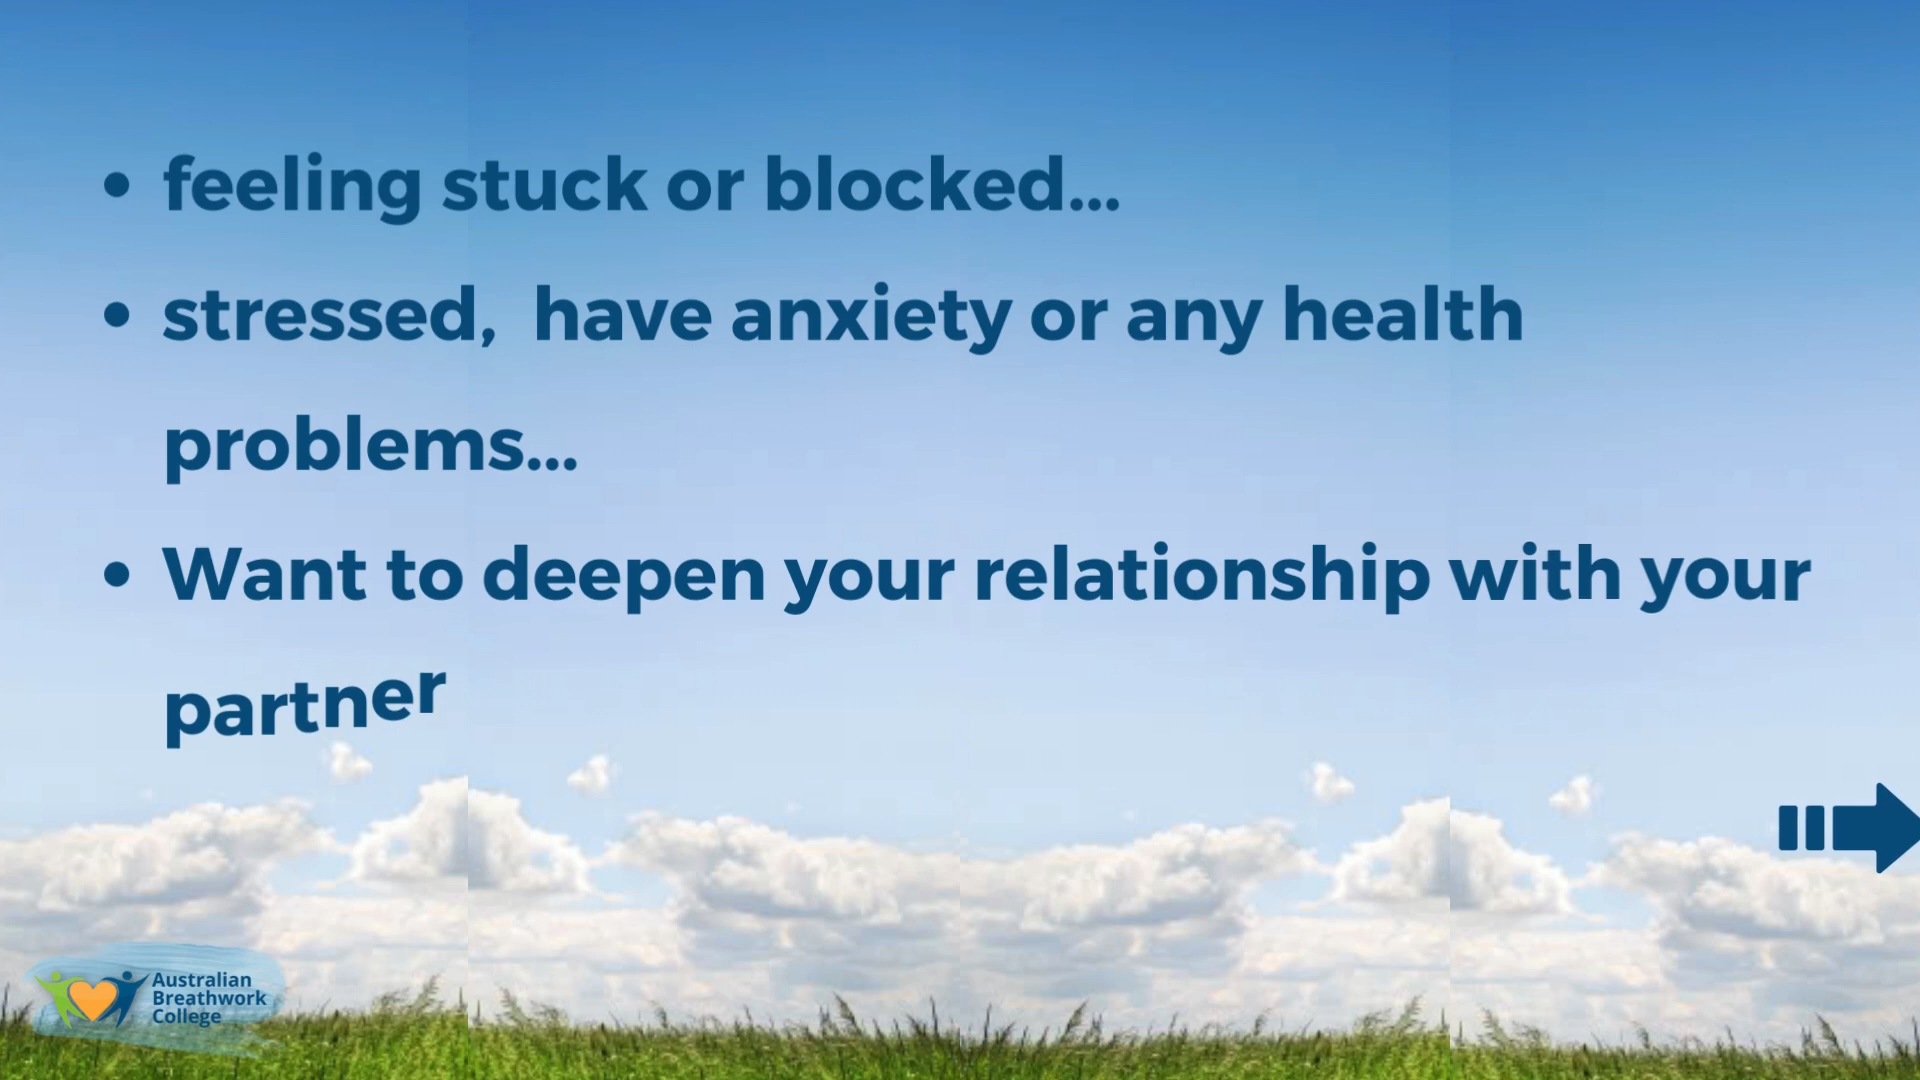 • feeling stuck or blocked...
• stressed,  have anxiety or any health
problems...
• Want to deepen your relationship with your
partner
Australian
Breathwork
College